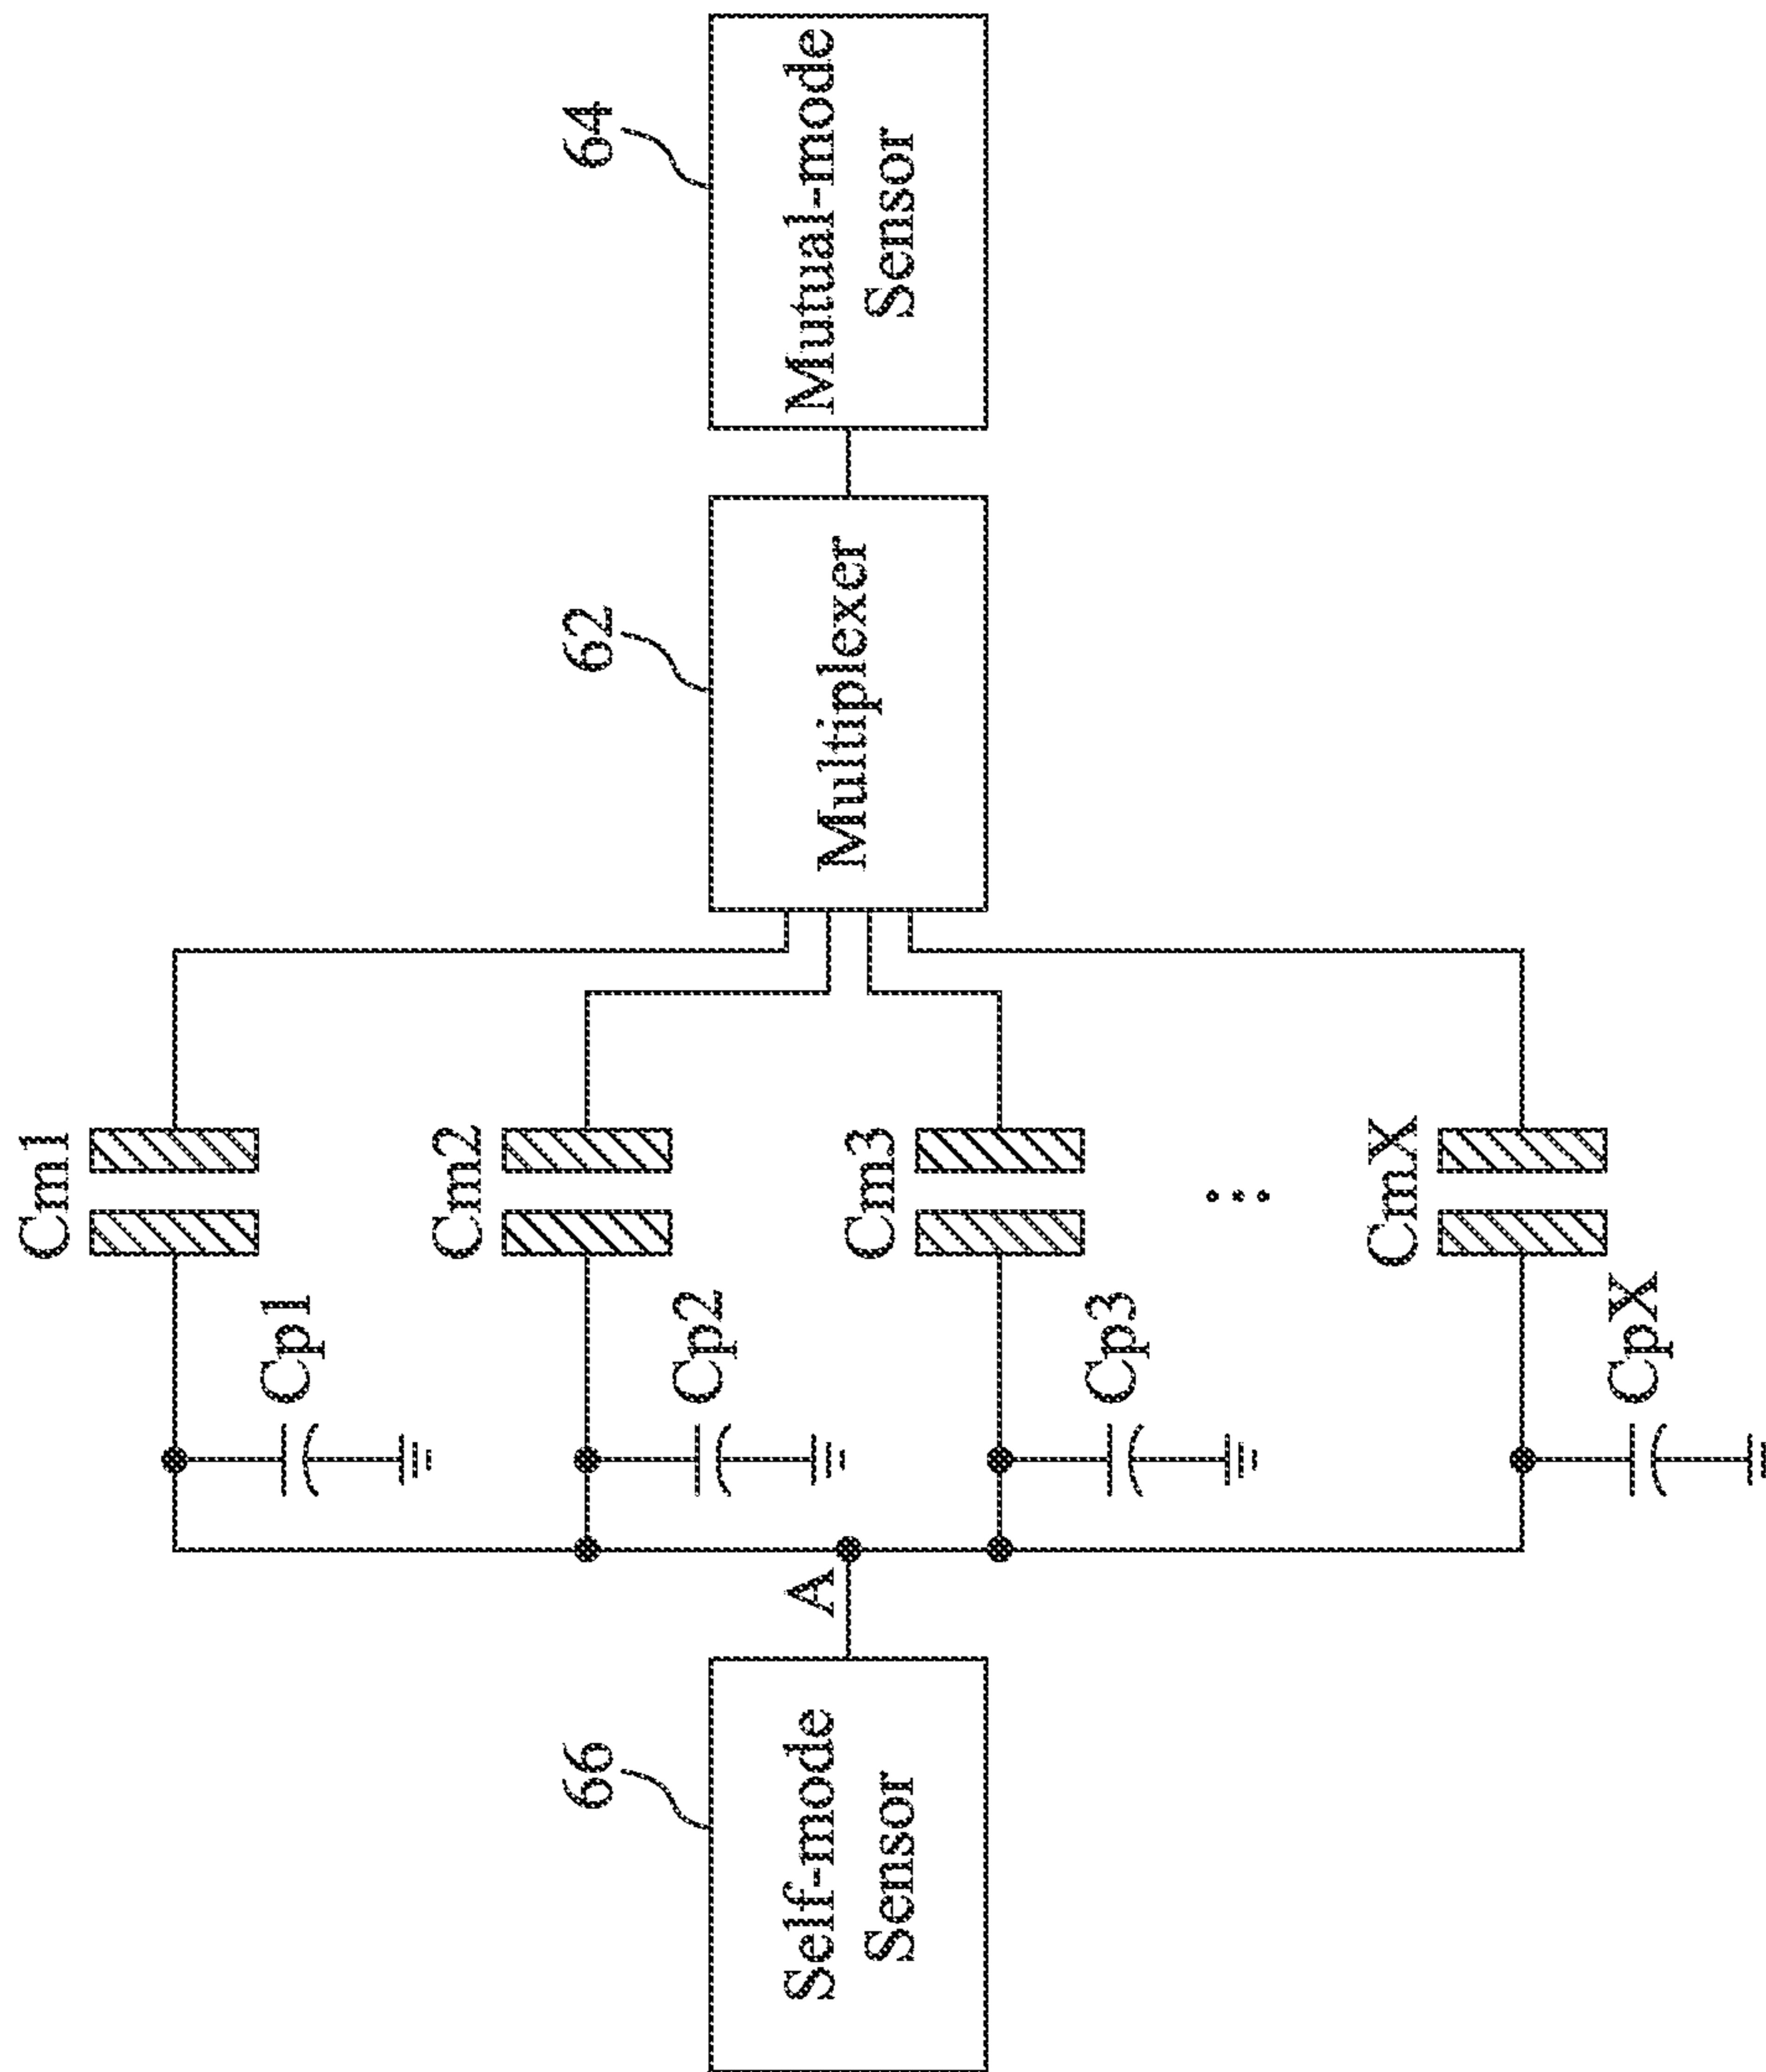 66
Self-mode
Sensor
A
Cm1
Cp1
Cm2
Cp2
Cm3
Cp3
CmX
CpX
62
Multiplexer
64
Mutual-mode
Sensor